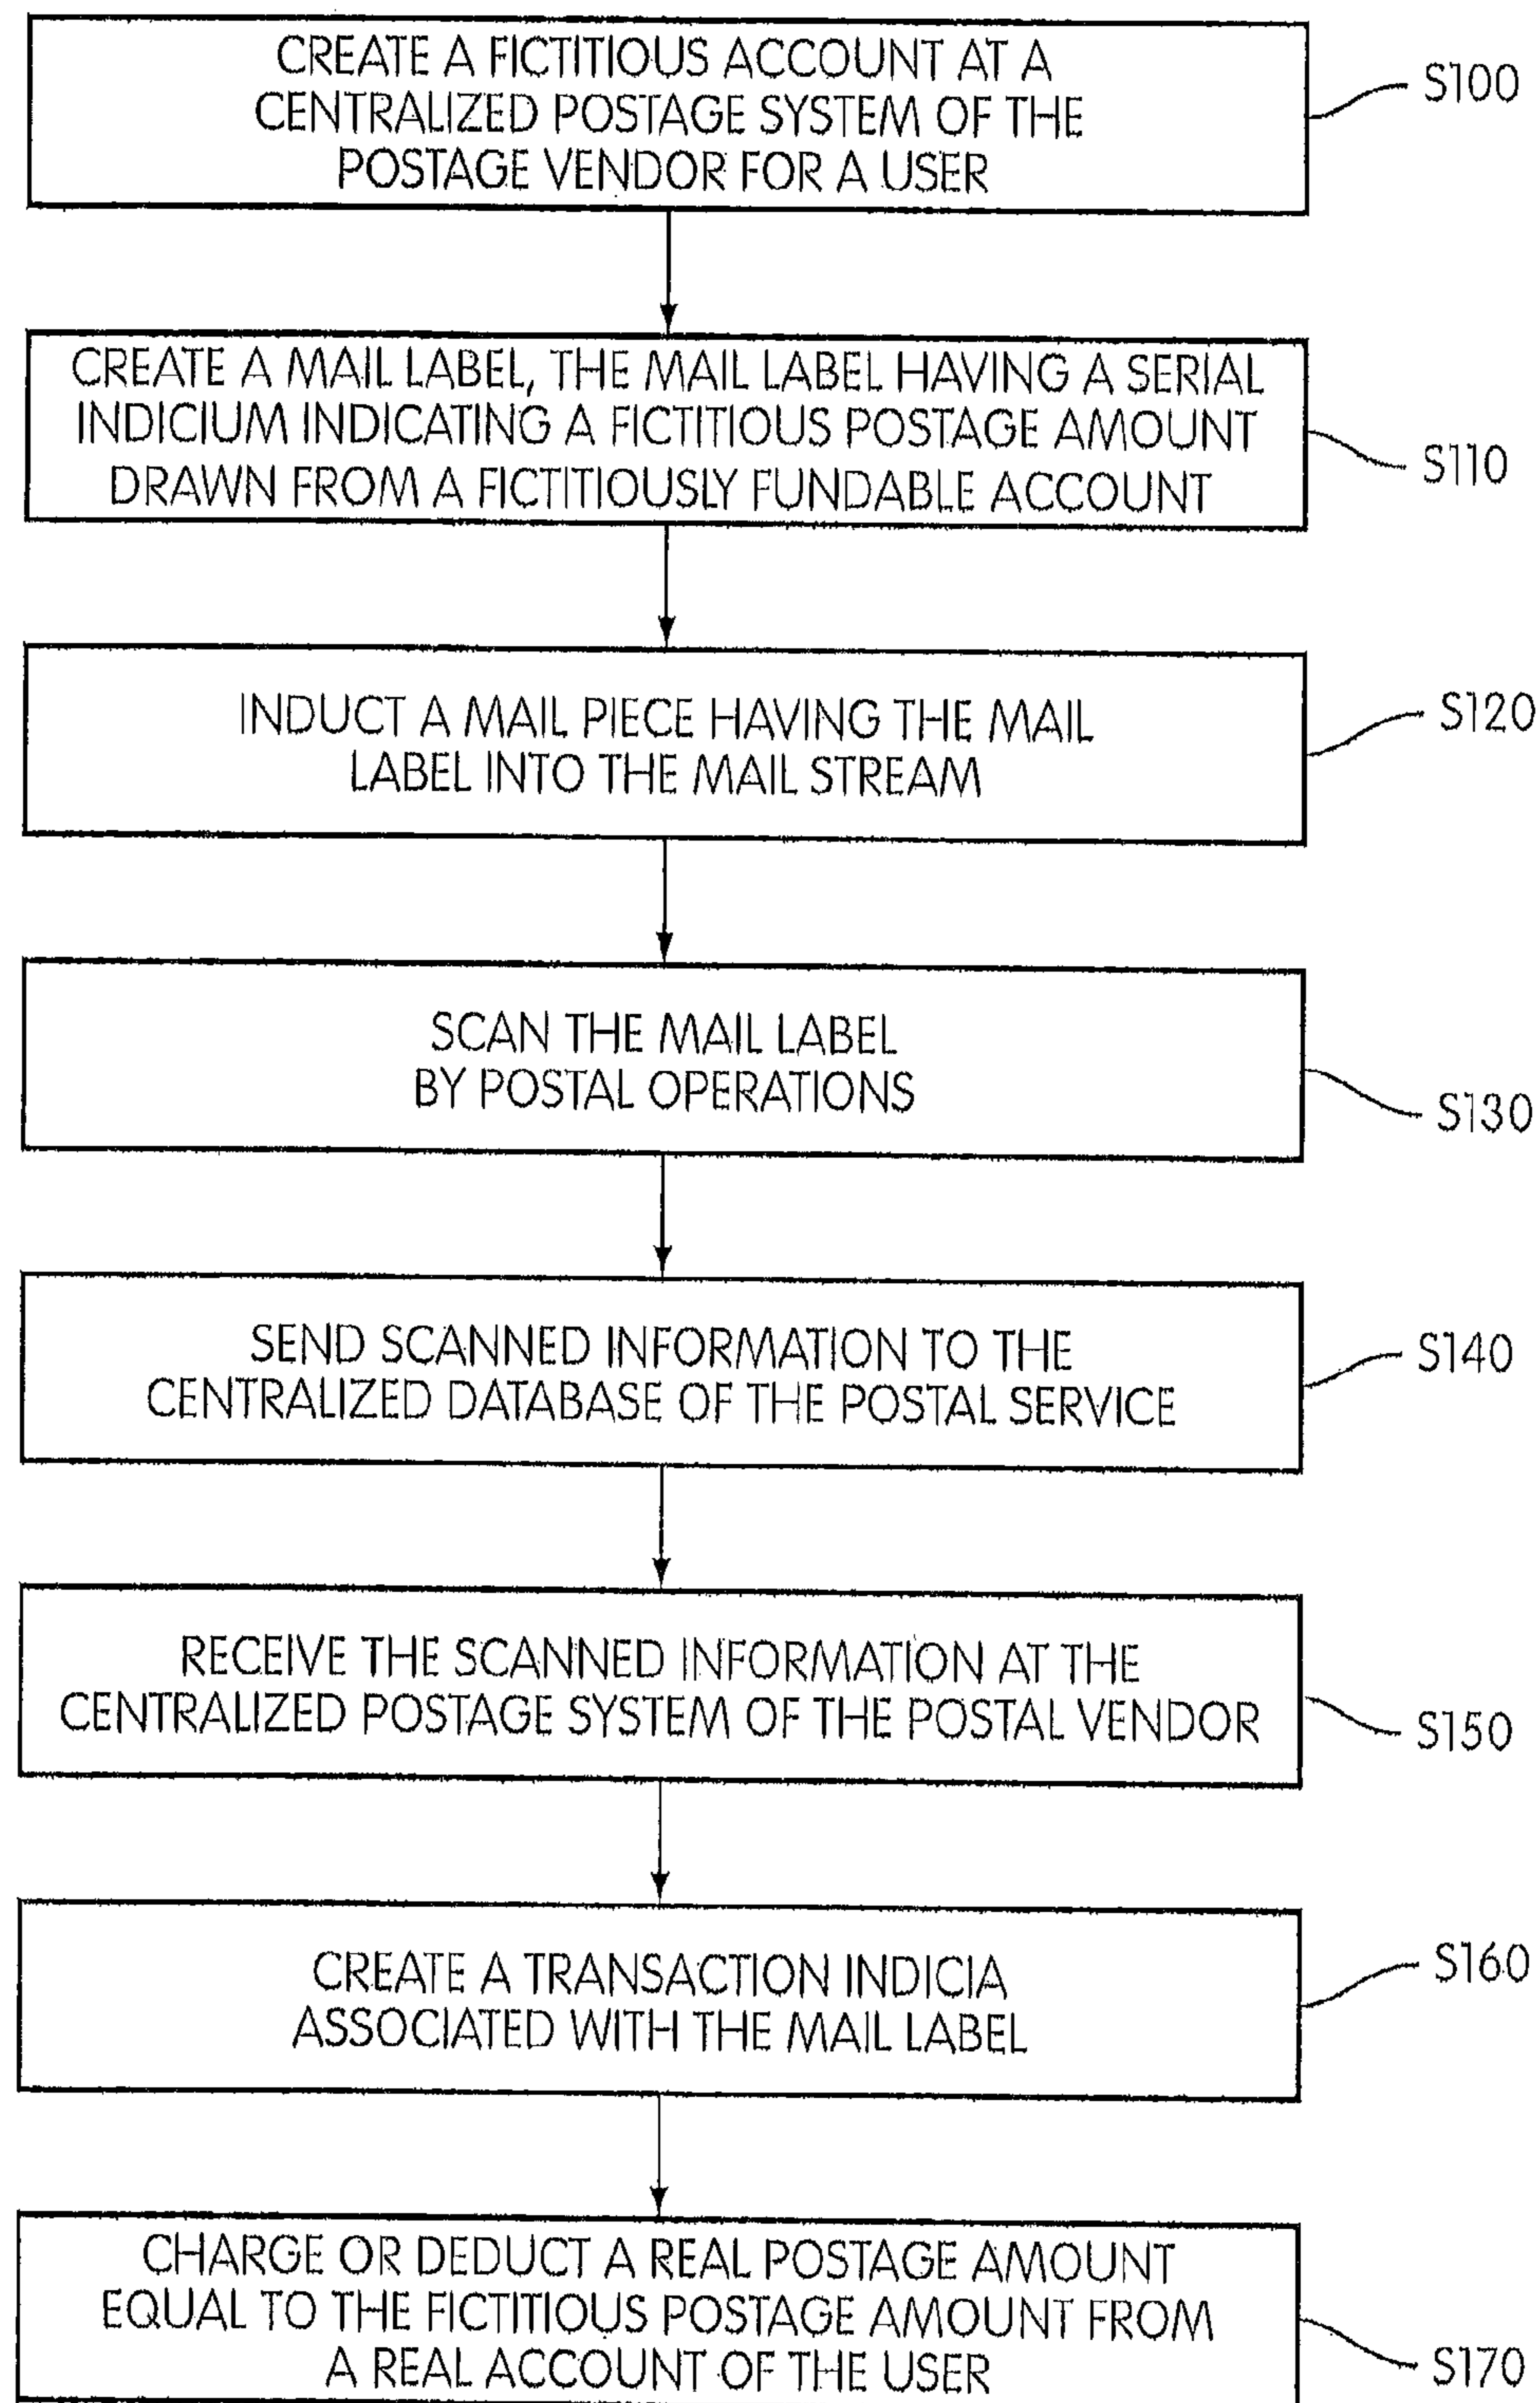 CREATE A FICTITIOUS ACCOUNT AT A
CENTRALIZED POSTAGE SYSTEM OF THE
POSTAGE VENDOR FOR A USER
S100
CREATE A MAIL LABEL, THE MAIL LABEL HAVING A SERIAL
INDICIUM INDICATING A FICTITIOUS POSTAGE AMOUNT
DRAWN FROM A FICTITIOUSLY FUNDABLE ACCOUNT
S110
INDUCT A MAIL PIECE HAVING THE MAIL
LABEL INTO THE MAIL STREAM
S120
SCAN THE MAIL LABEL
BY POSTAL OPERATIONS
S130
SEND SCANNED INFORMATION TO THE
CENTRALIZED DATABASE OF THE POSTAL SERVICE
S140
RECEIVE THE SCANNED INFORMATION AT THE
CENTRALIZED POSTAGE SYSTEM OF THE POSTAL VENDOR
S150
CREATE A TRANSACTION INDICIA
ASSOCIATED WITH THE MAIL LABEL
S160
CHARGE OR DEDUCT A REAL POSTAGE AMOUNT
EQUAL TO THE FICTITIOUS POSTAGE AMOUNT FROM
A REAL ACCOUNT OF THE USER
S170